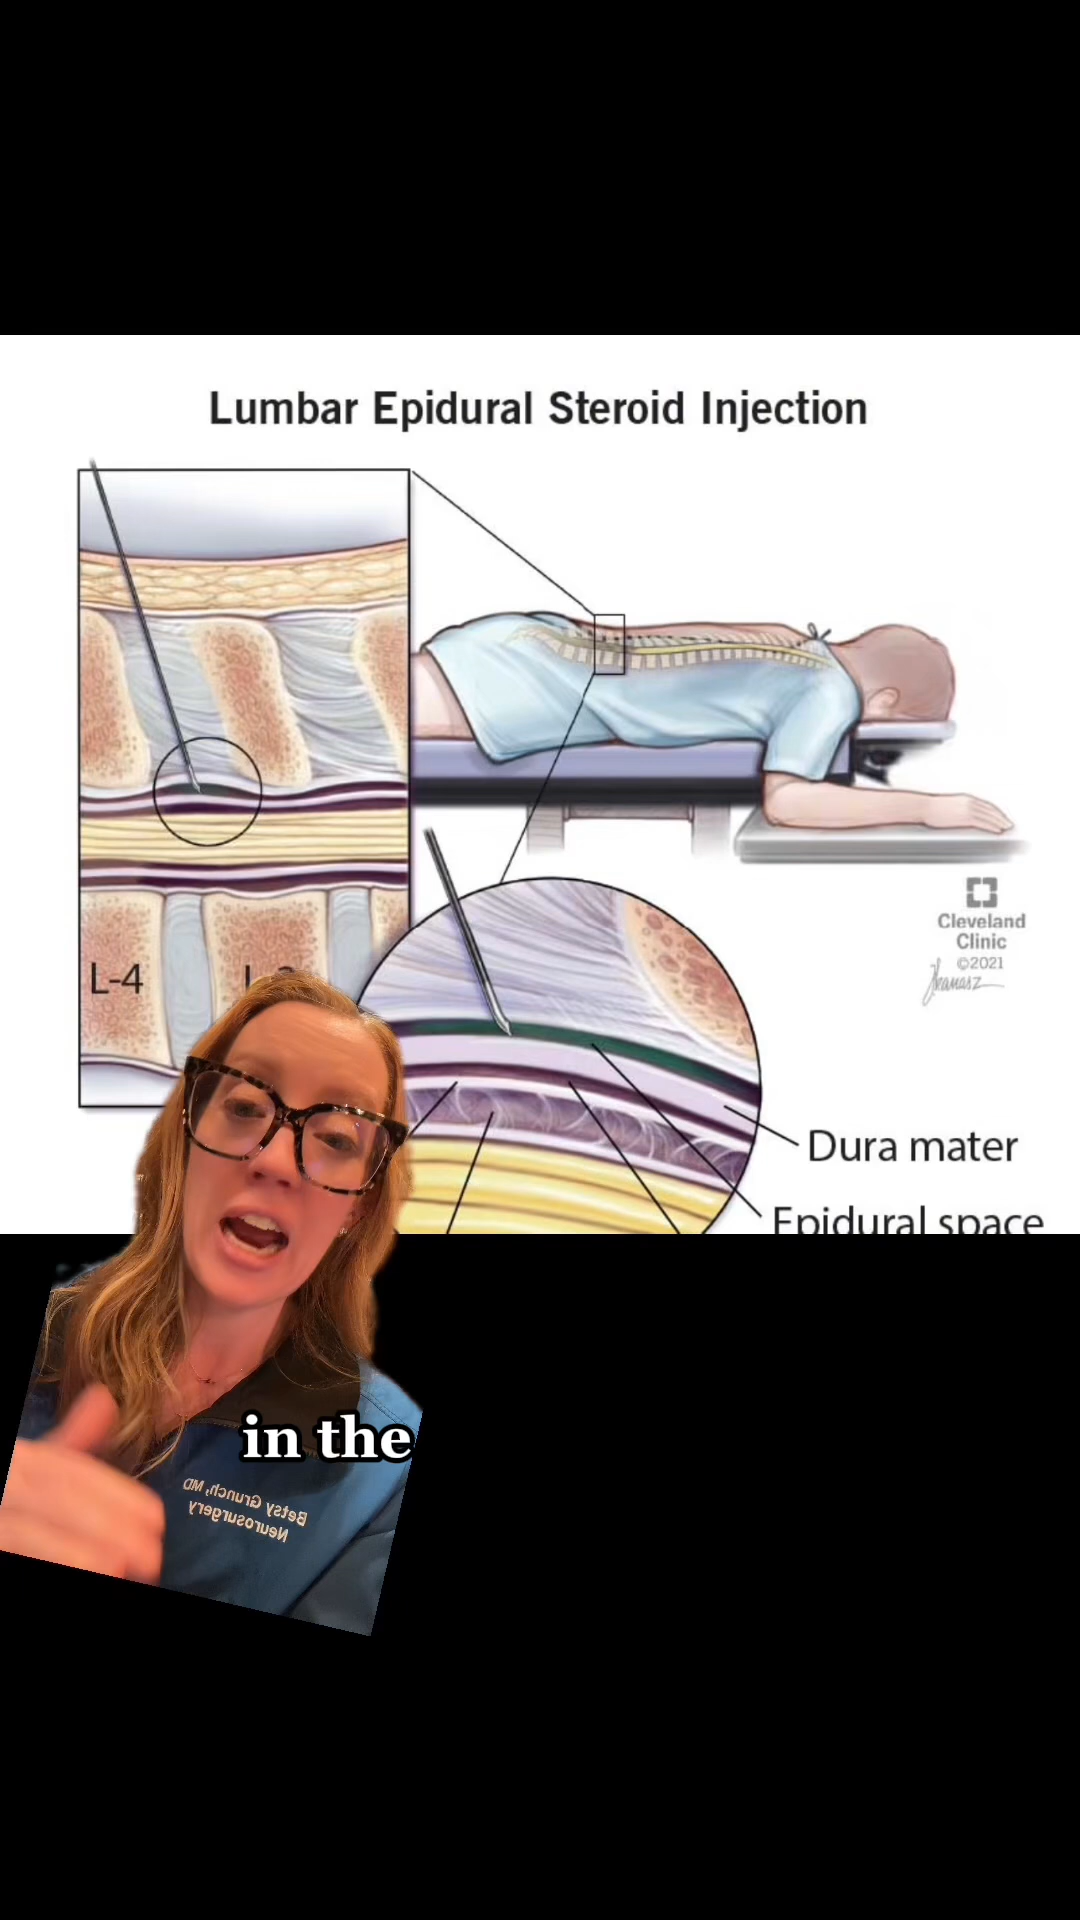 Lumbar Epidural Steroid Injection
Cleveland
Clinic
©2021
L-4
Dura mater
Epidural space
in the
Betsy Grunch, MD
Neurosurgery